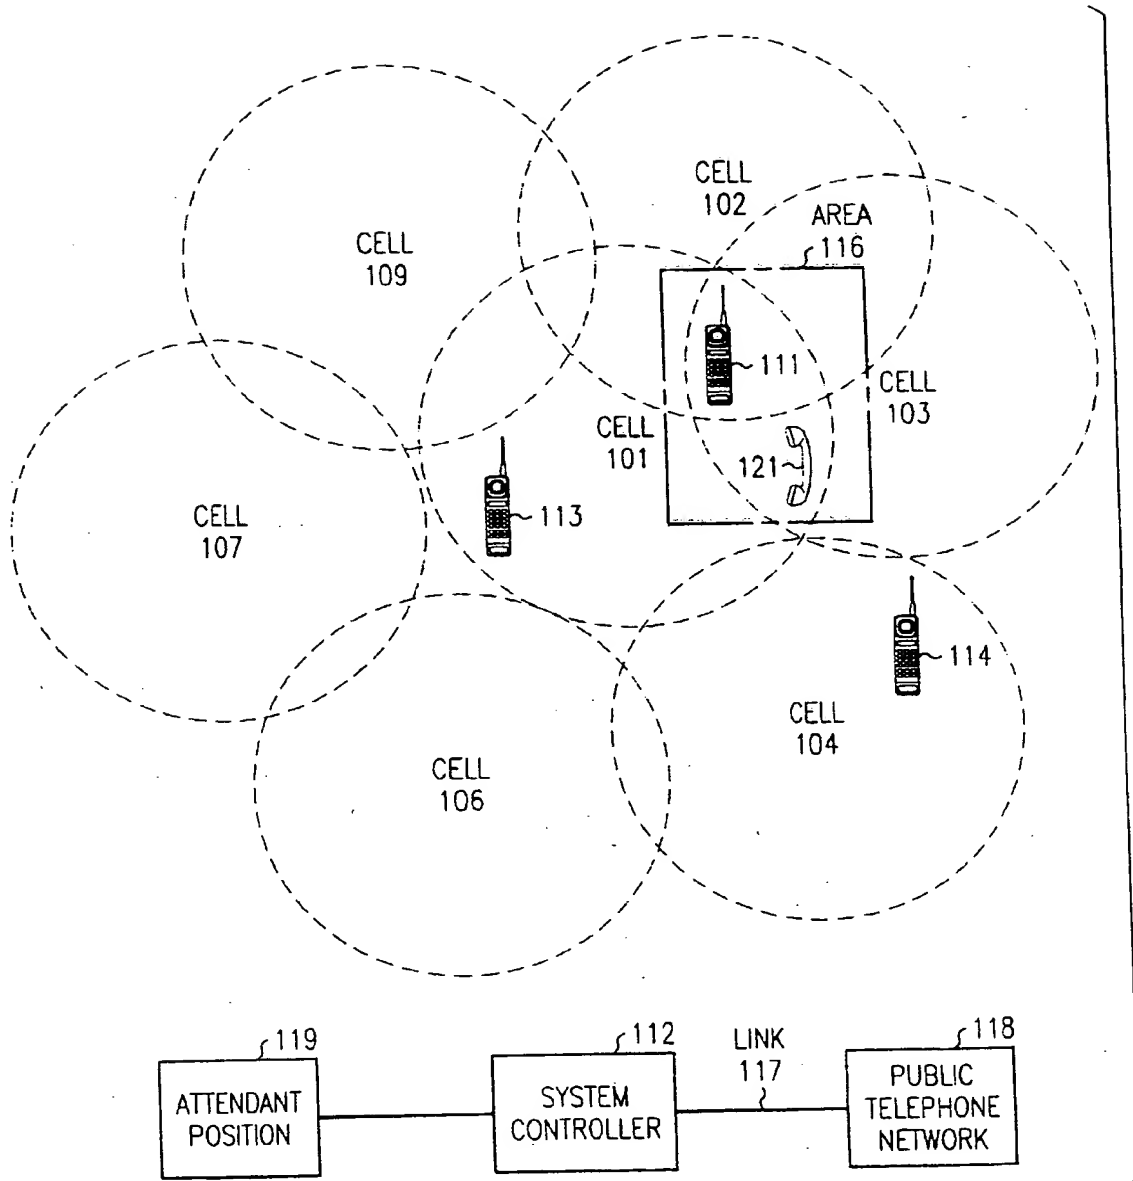 CELL
102
AREA
116
CELL
109
111
CELL
103
CELL
101
121
CELL
107
113
114
CELL
104
CELL
106
119
112
LINK
117
118
ATTENDANT
POSITION
SYSTEM
CONTROLLER
PUBLIC
TELEPHONE
NETWORK